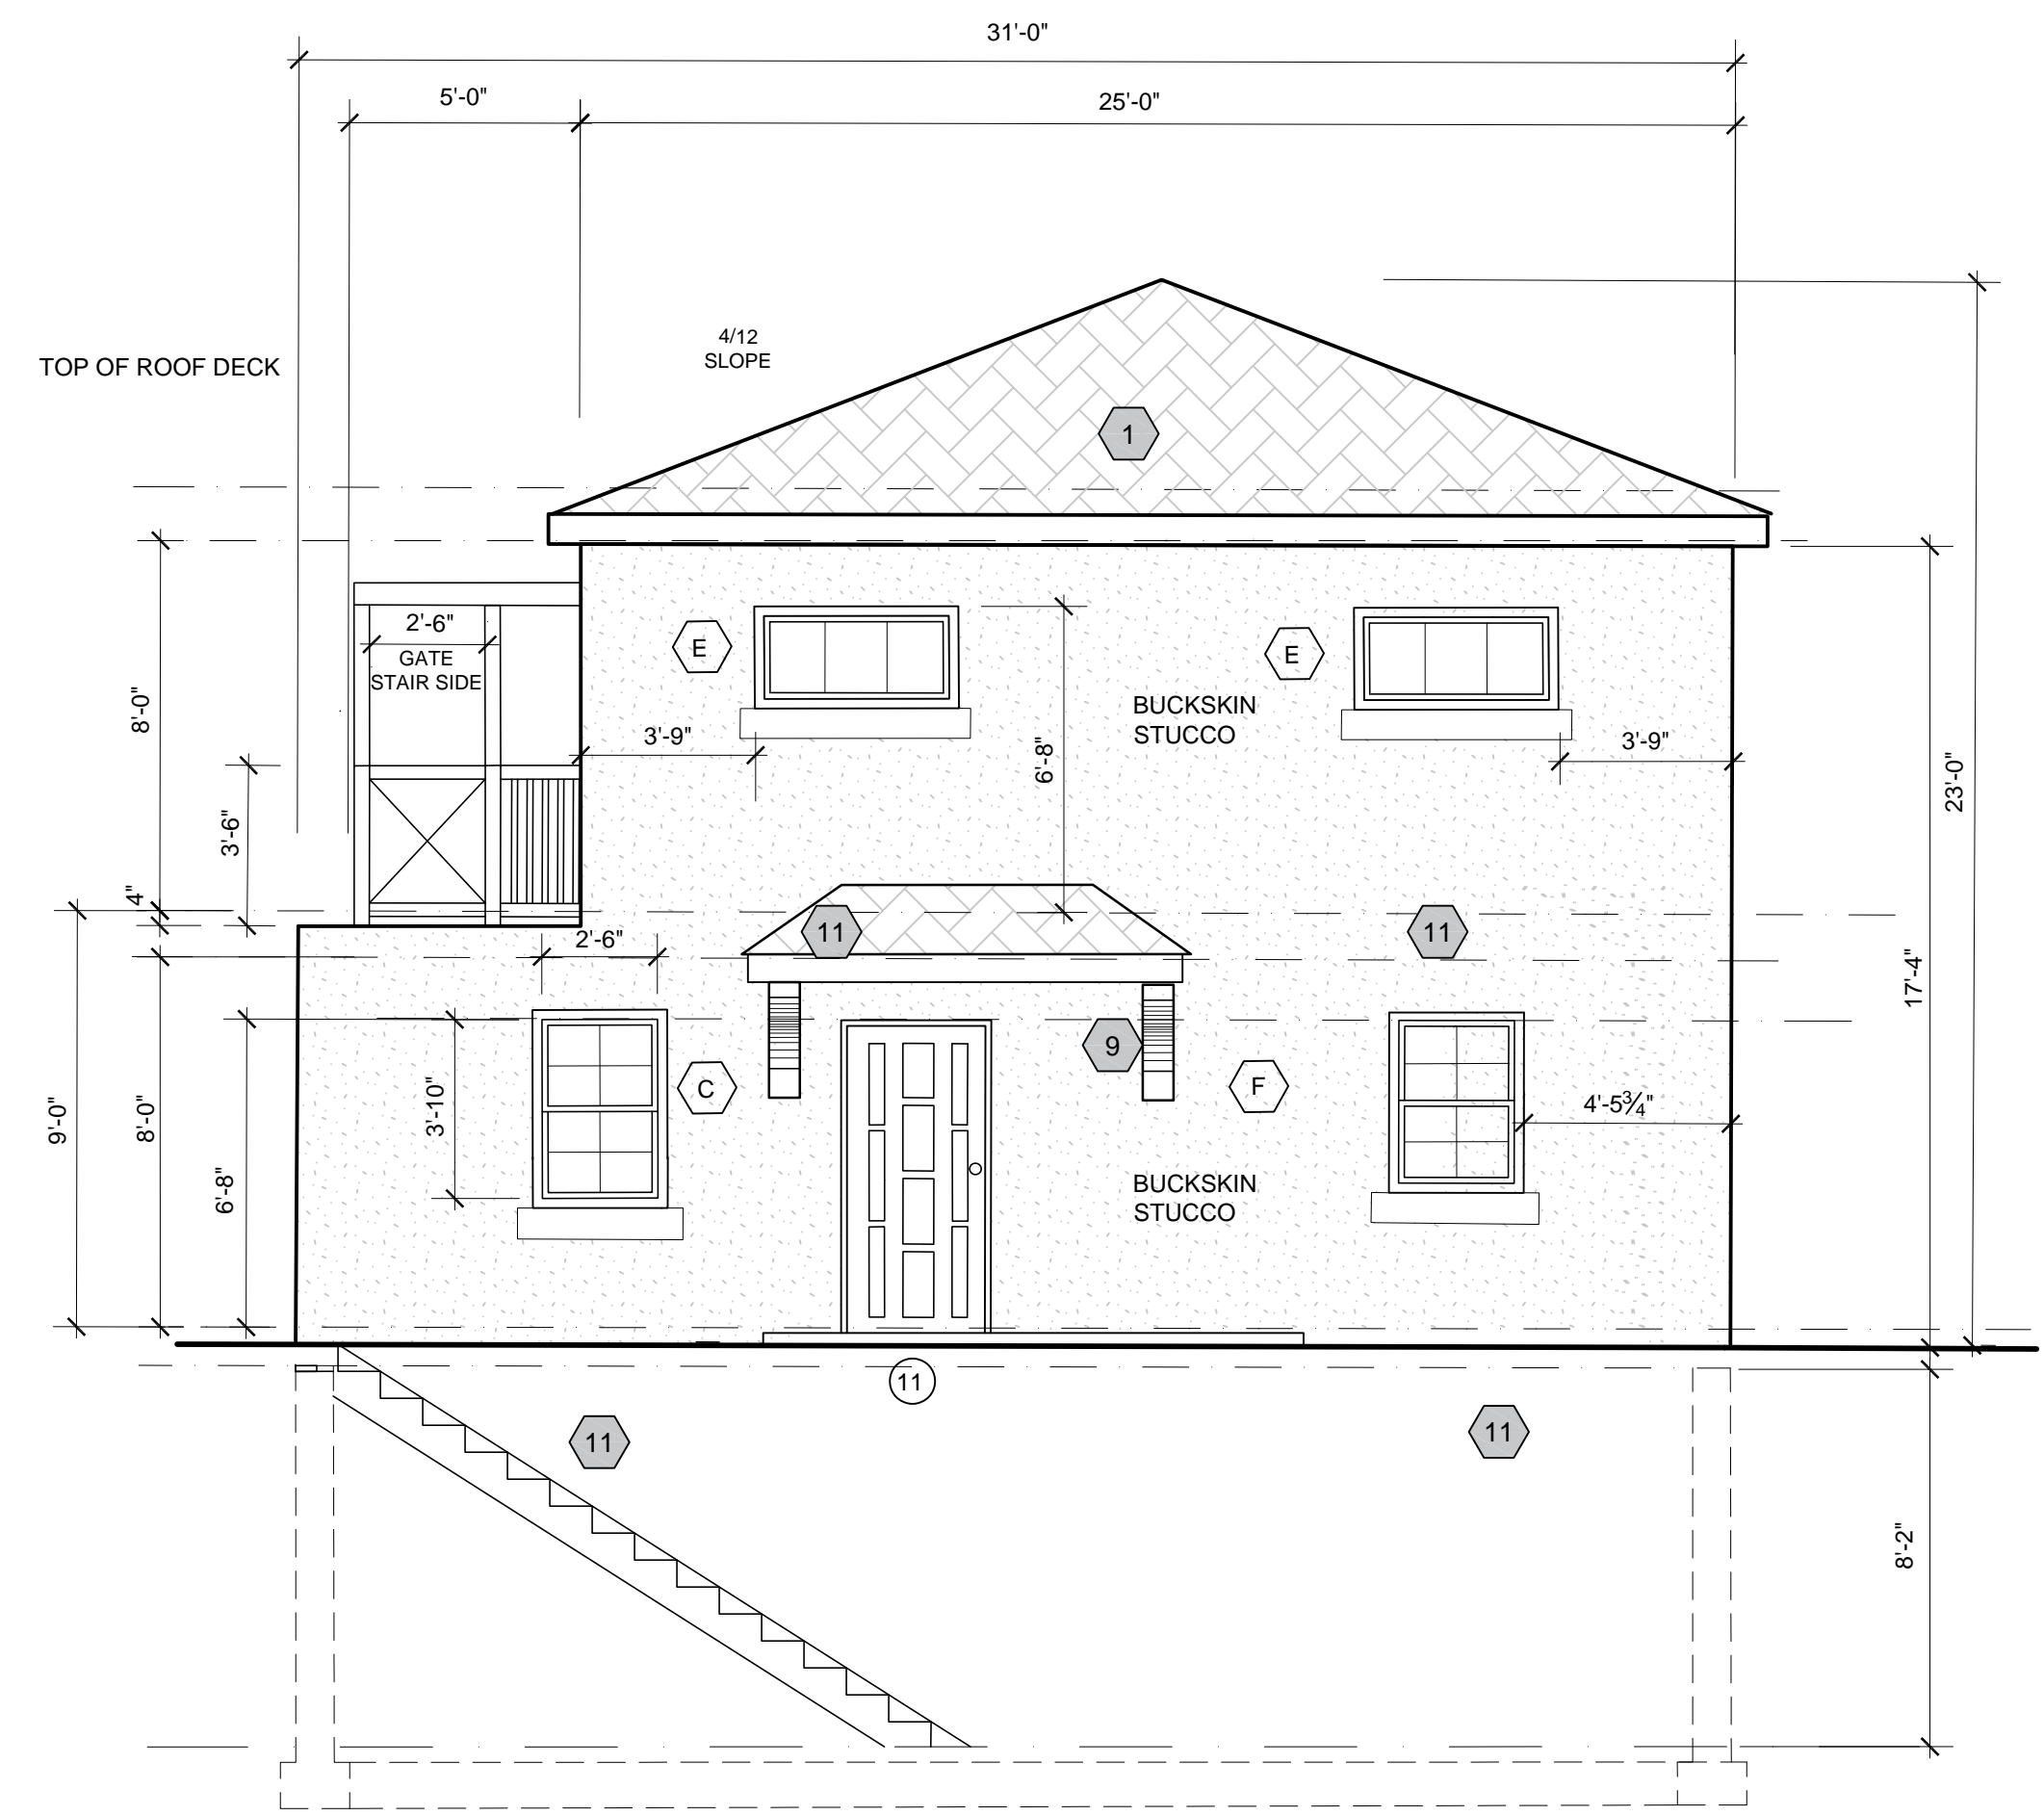 31'-0"
5'-0"
25'-0"
4/12
SLOPE
TOP OF ROOF DECK
1
2'-6"
GATE
STAIR SIDE
E
E
8'-0"
BUCKSKIN
STUCCO
3'-9"
3'-9"
6'-8"
23'-0"
3'-6"
4"
11
11
2'-6"
17'-4"
9
C
F
3'-10"
4'-5¾"
9'-0"
8'-0"
6'-8"
BUCKSKIN
STUCCO
11
11
11
8'-2"